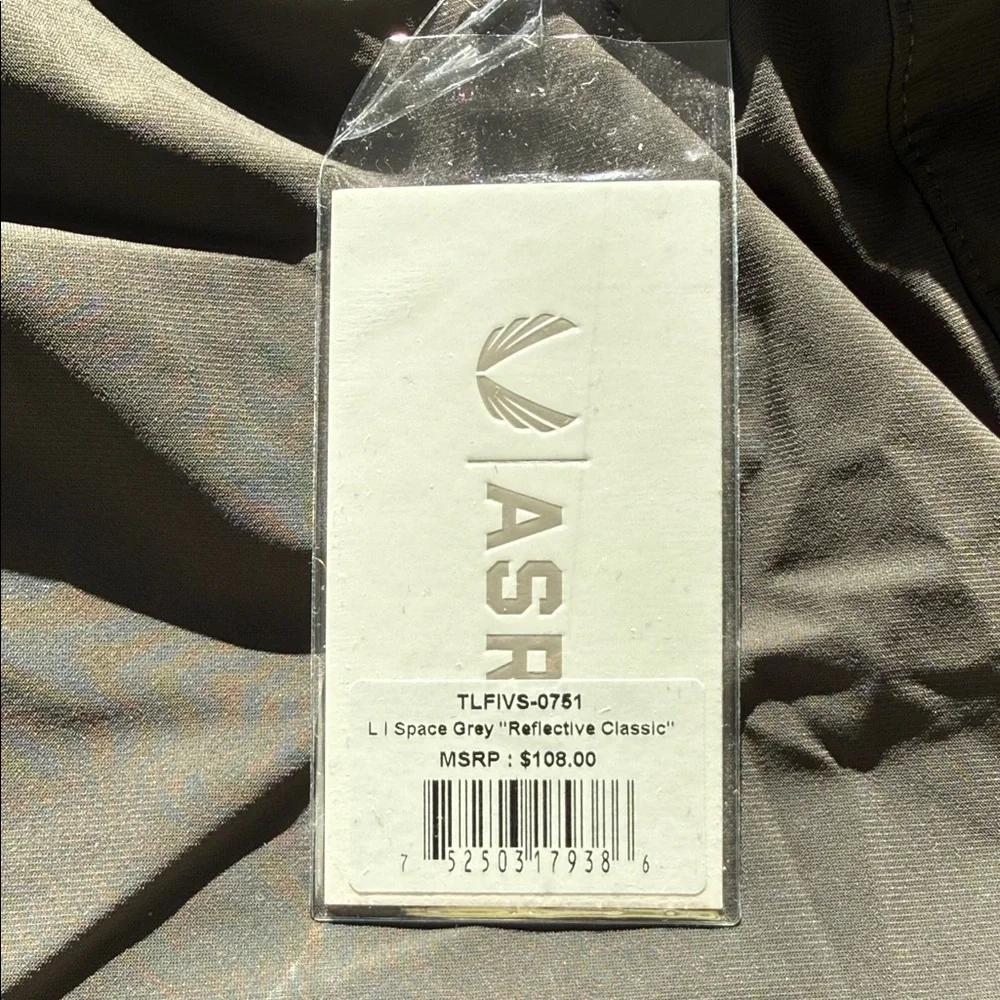 ASR
TLFIVS-0751
L | Space Grey "Reflective Classic"
MSRP : $108.00
7 52503 17938 6